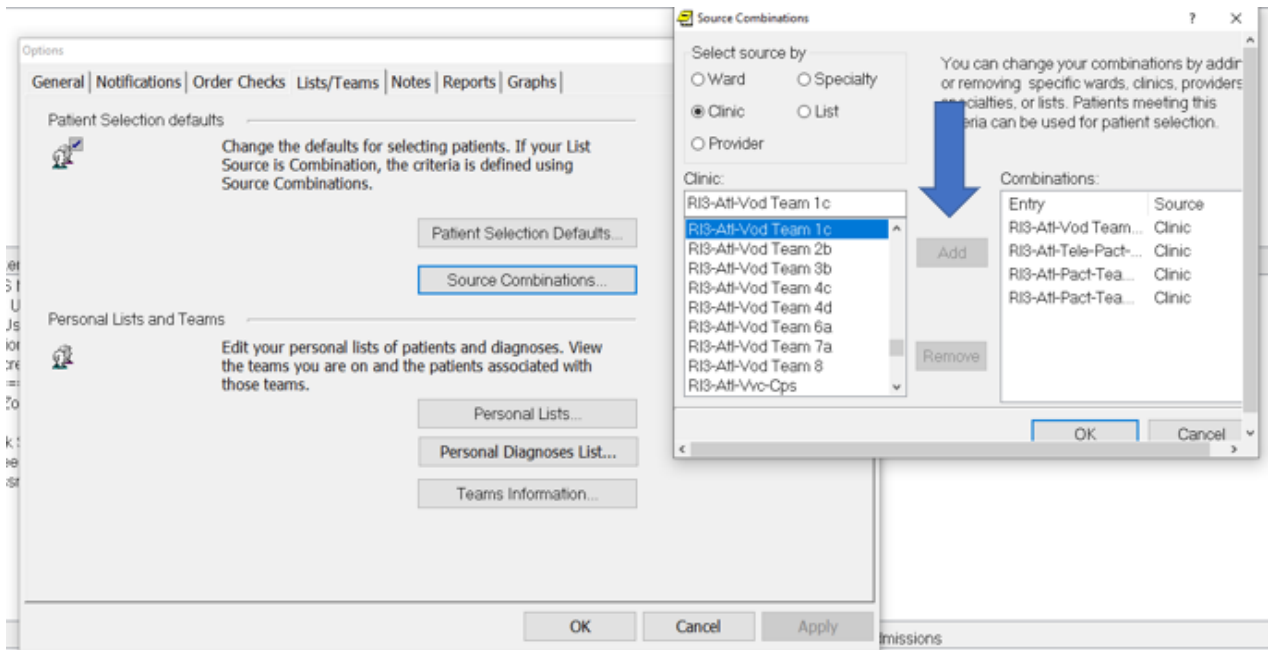 Options
General Notifications Order Checks Lists/Teams Notes Reports Graphs
Patient Selection defaults
Change the defaults for selecting patients. If your List
Source is Combination, the criteria is defined using
Source Combinations.
Patient Selection Defaults...
Source Combinations...
Personal Lists and Teams
Edit your personal lists of patients and diagnoses. View
the teams you are on and the patients associated with
those teams.
Personal Lists...
Personal Diagnoses List...
Teams Information...
OK Cancel Apply
Source Combinations
? ×
Select source by
Ward Specialty
Clinic List
Provider
You can change your combinations by addin
or removing specific wards, clinics, providers
specialties, or lists. Patients meeting this
eria can be used for patient selection.
Clinic:
RI3-Atl-Vod Team 1c
RI3-Atl-Vod Team 1c
RI3-Atl-Vod Team 2b
RI3-Atl-Vod Team 3b
RI3-Atl-Vod Team 4c
RI3-Atl-Vod Team 4d
RI3-Atl-Vod Team 6a
RI3-Atl-Vod Team 7a
RI3-Atl-Vod Team 8
RI3-Atl-Vvc-Cps
Add
Remove
Combinations:
Entry Source
RI3-Atl-Vod Team... Clinic
RI3-Atl-Tele-Pact-... Clinic
RI3-Atl-Pact-Tea... Clinic
RI3-Atl-Pact-Tea... Clinic
OK Cancel
missions